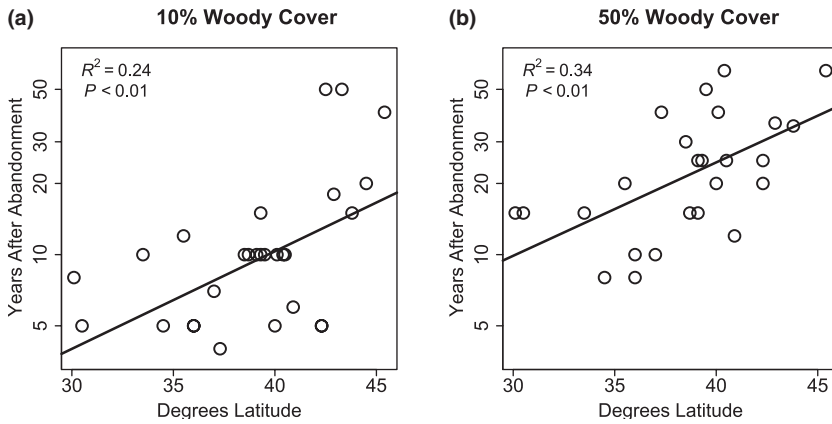 (a) 10% Woody Cover
R² = 0.24
P < 0.01
Years After Abandonment
50
30
20
10
5
30 35 40 45
Degrees Latitude
(b) 50% Woody Cover
R² = 0.34
P < 0.01
Years After Abandonment
50
30
20
10
5
30 35 40 45
Degrees Latitude